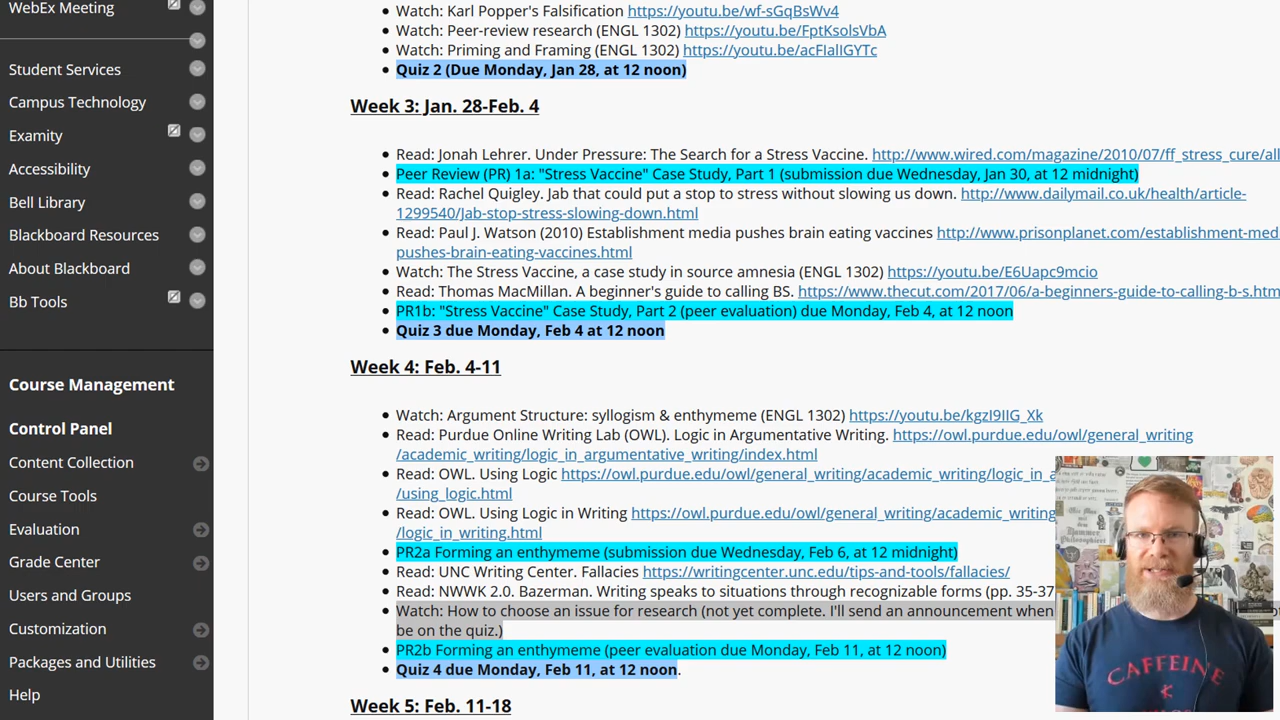 WebEx Meeting
Student Services
Campus Technology
Examity
Accessibility
Bell Library
Blackboard Resources
About Blackboard
Bb Tools
Course Management
Control Panel
Content Collection
Course Tools
Evaluation
Grade Center
Users and Groups
Customization
Packages and Utilities
Help
Watch: Karl Popper's Falsification https://youtu.be/wf-sGqBsWv4
Watch: Peer-review research (ENGL 1302) https://youtu.be/FptKsolsVbA
Watch: Priming and Framing (ENGL 1302) https://youtu.be/acFIalIGYTc
Quiz 2 (Due Monday, Jan 28, at 12 noon)
Week 3: Jan. 28-Feb. 4
Read: Jonah Lehrer. Under Pressure: The Search for a Stress Vaccine. http://www.wired.com/magazine/2010/07/ff_stress_cure/all
Peer Review (PR) 1a: "Stress Vaccine" Case Study, Part 1 (submission due Wednesday, Jan 30, at 12 midnight)
Read: Rachel Quigley. Jab that could put a stop to stress without slowing us down. http://www.dailymail.co.uk/health/article-
1299540/Jab-stop-stress-slowing-down.html
Read: Paul J. Watson (2010) Establishment media pushes brain eating vaccines http://www.prisonplanet.com/establishment-med
pushes-brain-eating-vaccines.html
Watch: The Stress Vaccine, a case study in source amnesia (ENGL 1302) https://youtu.be/E6Uapc9mcio
Read: Thomas MacMillan. A beginner's guide to calling BS. https://www.thecut.com/2017/06/a-beginners-guide-to-calling-b-s.htm
PR1b: "Stress Vaccine" Case Study, Part 2 (peer evaluation) due Monday, Feb 4, at 12 noon
Quiz 3 due Monday, Feb 4 at 12 noon
Week 4: Feb. 4-11
Watch: Argument Structure: syllogism & enthymeme (ENGL 1302) https://youtu.be/kgzI9IIG_Xk
Read: Purdue Online Writing Lab (OWL). Logic in Argumentative Writing. https://owl.purdue.edu/owl/general_writing
/academic_writing/logic_in_argumentative_writing/index.html
Read: OWL. Using Logic https://owl.purdue.edu/owl/general_writing/academic_writing/logic_in_a
/using_logic.html
Read: OWL. Using Logic in Writing https://owl.purdue.edu/owl/general_writing/academic_writing
/logic_in_writing.html
PR2a Forming an enthymeme (submission due Wednesday, Feb 6, at 12 midnight)
Read: UNC Writing Center. Fallacies https://writingcenter.unc.edu/tips-and-tools/fallacies/
Read: NWWK 2.0. Bazerman. Writing speaks to situations through recognizable forms (pp. 35-37
Watch: How to choose an issue for research (not yet complete. I'll send an announcement when
be on the quiz.)
PR2b Forming an enthymeme (peer evaluation due Monday, Feb 11, at 12 noon)
Quiz 4 due Monday, Feb 11, at 12 noon.
Week 5: Feb. 11-18
CAFFEINE